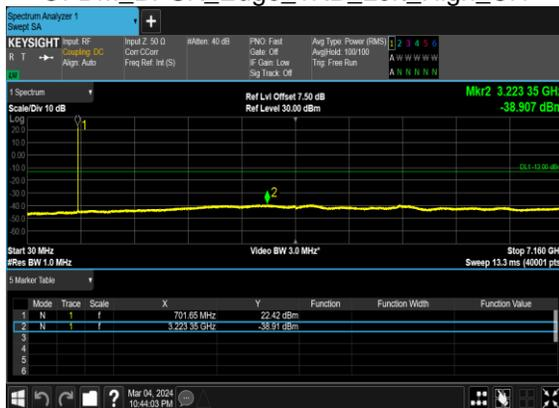 Spectrum Analyzer 1
Swept SA
+
KEYSIGHT Input: RF Input Z: 50 Ω #Atten: 40 dB PNO: Fast Avg Type: Power (RMS) 1 2 3 4 5 6
R T Coupling: DC Corr CCorr Gate: Off Avg|Hold: 100/100 A W W W W W
Align: Auto Freq Ref: Int (S) IF Gain: Low Trig: Free Run
Sig Track: Off A N N N N N
1 Spectrum Ref Lvl Offset 7.50 dB Mkr2 3.223 35 GHz
Scale/Div 10 dB Ref Level 30.00 dBm -38.907 dBm
Log
20.0 1
10.0
0.00
-10.0 DL1 -13.00 dBm
-20.0
-30.0
-40.0 2
-50.0
-60.0
Start 30 MHz Video BW 3.0 MHz* Stop 7.160 GHz
#Res BW 1.0 MHz Sweep 13.3 ms (40001 pts)
5 Marker Table
Mode Trace Scale X Y Function Function Width Function Value
1 N 1 f 701.65 MHz 22.42 dBm
2 N 1 f 3.223 35 GHz -38.91 dBm
3
4
5
6
? Mar 04, 2024
10:44:03 PM